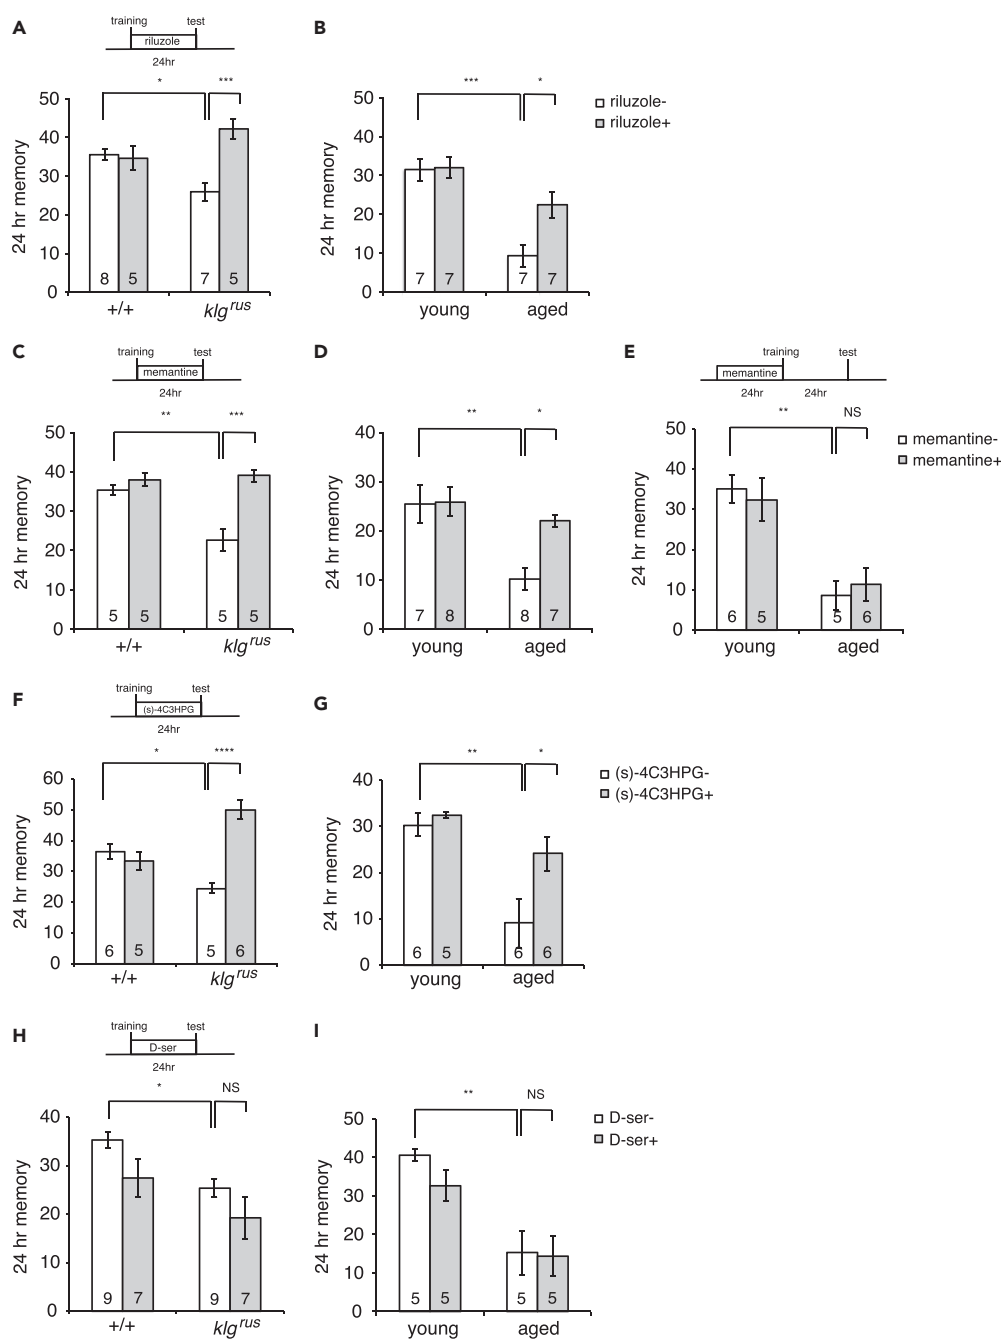 A
training test
riluzole
24hr
* ***
24 hr memory
50
40
30
20
10
0
8 5 7 5
+/+ klg rus
B
*** *
24 hr memory
50
40
30
20
10
0
7 7 7 7
young aged
riluzole-
riluzole+
C
training test
memantine
24hr
** ***
24 hr memory
50
40
30
20
10
0
5 5 5 5
+/+ klg rus
D
** *
24 hr memory
40
30
20
10
0
7 8 8 7
young aged
E
training test
memantine
24hr 24hr
** NS
24 hr memory
50
40
30
20
10
0
6 5 5 6
young aged
memantine-
memantine+
F
training test
(s)-4C3HPG
24hr
* ****
24 hr memory
60
50
40
30
20
10
0
6 5 5 6
+/+ klg rus
G
** *
24 hr memory
40
30
20
10
0
6 5 6 6
young aged
(s)-4C3HPG-
(s)-4C3HPG+
H
training test
D-ser
24hr
* NS
24 hr memory
40
30
20
10
0
9 7 9 7
+/+ klg rus
I
** NS
24 hr memory
50
40
30
20
10
0
5 5 5 5
young aged
D-ser-
D-ser+